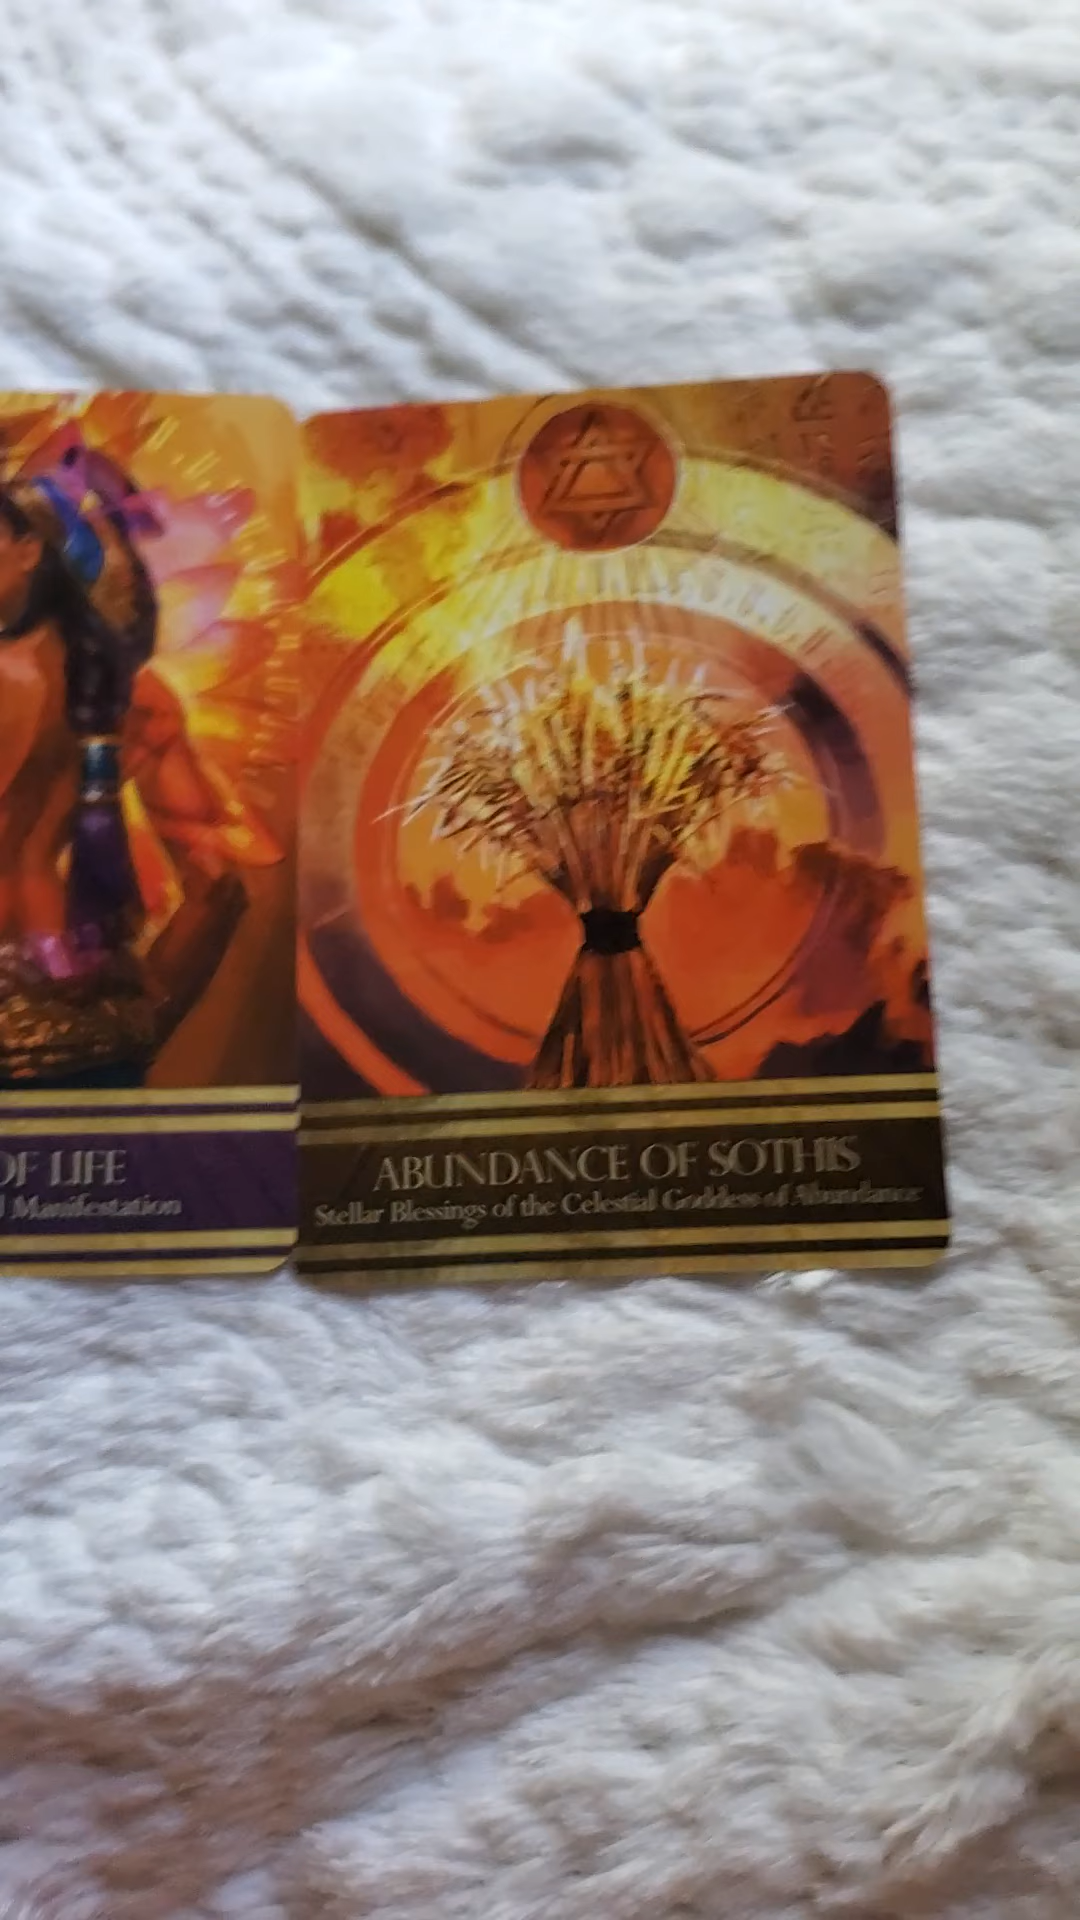 OF LIFE
Manifestation
ABUNDANCE OF SOTHIS
Stellar Blessings of the Celestial Goddess of Abundance